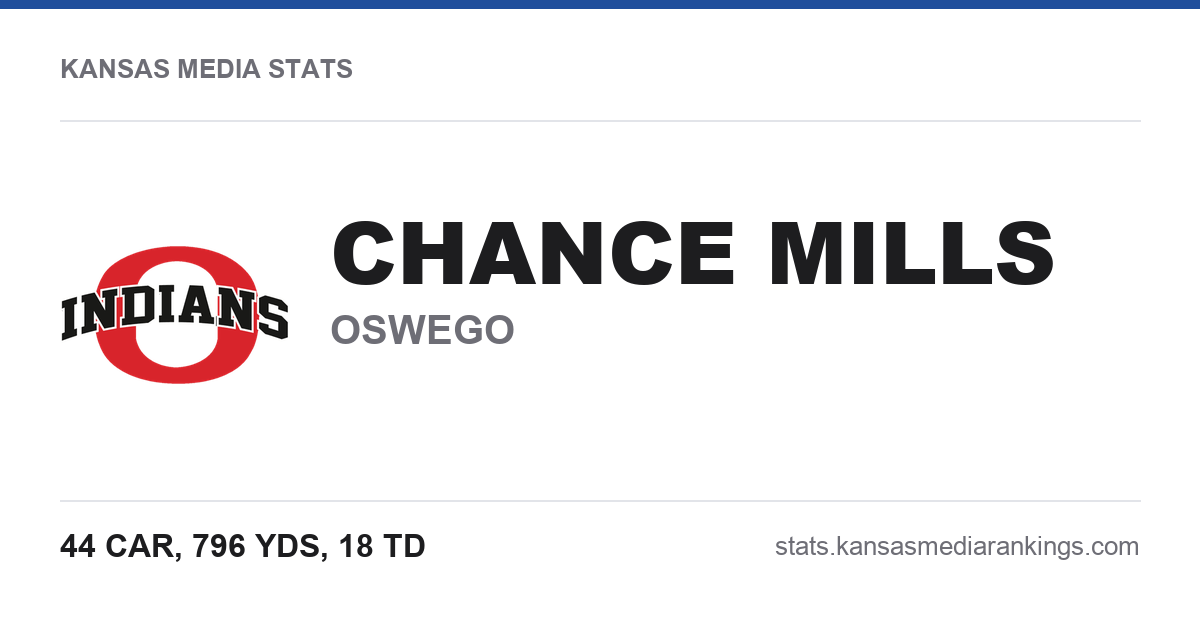 KANSAS MEDIA STATS
INDIANS
CHANCE MILLS
OSWEGO
44 CAR, 796 YDS, 18 TD
stats.kansasmediarankings.com